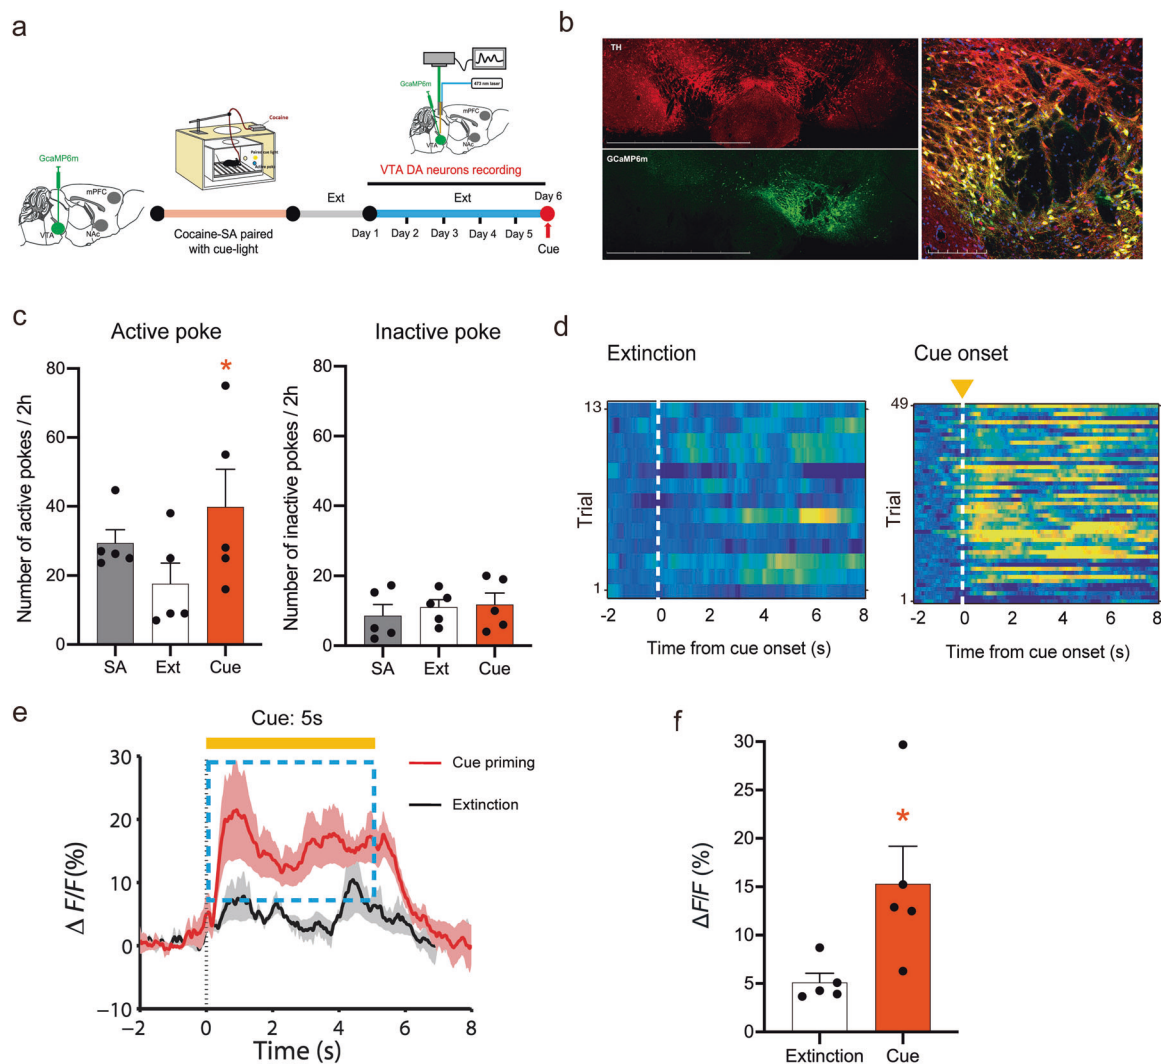 a
GcaMP6m
mPFC
VTA
NAc
Cocaine
Paired cue light
Cocaine-SA paired
with cue-light
Ext
GcaMP6m
473 nm laser
mPFC
VTA
NAc
VTA DA neurons recording
Ext
Day 6
Day 1
Day 2
Day 3
Day 4
Day 5
Cue
b
TH
GCaMP6m
c
Active poke
*
Number of active pokes / 2h
80
60
40
20
0
SA
Ext
Cue
Inactive poke
Number of inactive pokes / 2h
80
60
40
20
0
SA
Ext
Cue
d
Extinction
13
Trial
1
-2
0
2
4
6
8
Time from cue onset (s)
Cue onset
49
Trial
1
-2
0
2
4
6
8
Time from cue onset (s)
e
Cue: 5s
Cue priming
Extinction
Δ F/F (%)
30
20
10
0
−10
−2
0
2
4
6
8
Time (s)
f
*
ΔF/F (%)
30
25
20
15
10
5
0
Extinction
Cue